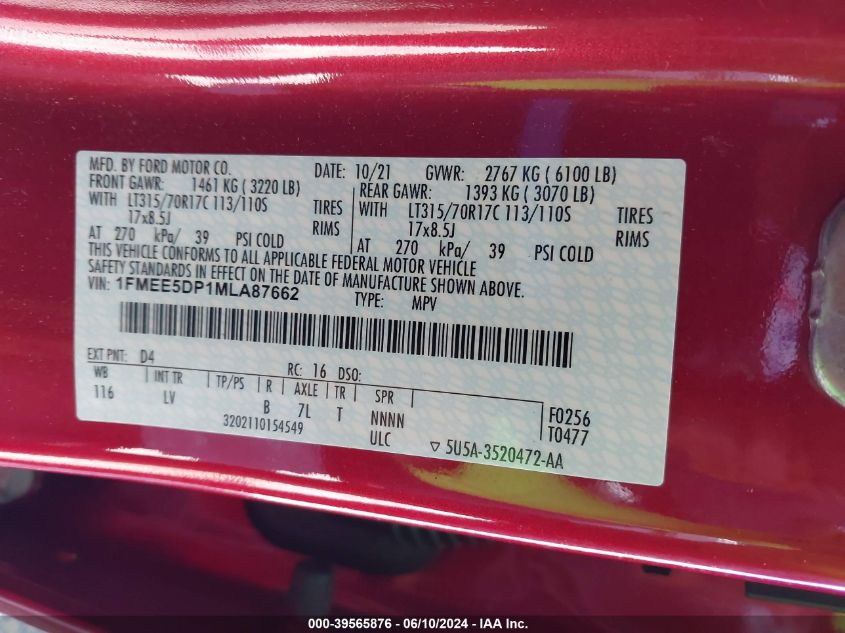 MFD. BY FORD MOTOR CO. DATE: 10/21 GVWR: 2767 KG ( 6100 LB)
FRONT GAWR: 1461 KG ( 3220 LB) REAR GAWR: 1393 KG ( 3070 LB)
WITH LT315/70R17C 113/110S TIRES WITH LT315/70R17C 113/110S TIRES
17x8.5J RIMS 17x8.5J RIMS
AT 270 kPa/ 39 PSI COLD AT 270 kPa/ 39 PSI COLD
THIS VEHICLE CONFORMS TO ALL APPLICABLE FEDERAL MOTOR VEHICLE
SAFETY STANDARDS IN EFFECT ON THE DATE OF MANUFACTURE SHOWN ABOVE.
VIN: 1FMEE5DP1MLA87662 TYPE: MPV
EXT PNT: D4 RC: 16 DSO:
WB INT TR TP/PS R AXLE TR SPR
116 LV B 7L T NNNN F0256
3202110154549 ULC T0477
▽ 5U5A-3520472-AA
000-39565876 - 06/10/2024 - IAAI.COM